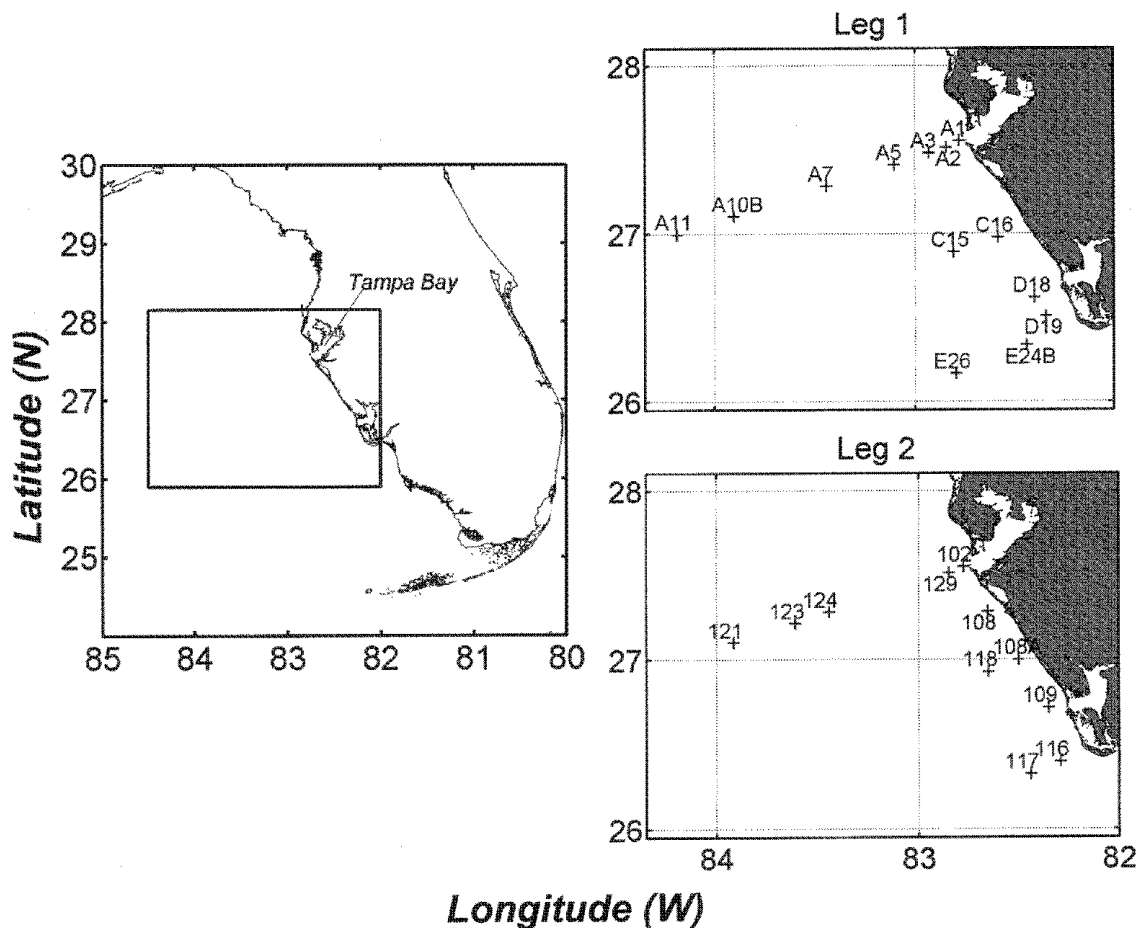 Leg 1
28
27
26
A1
A3
A2
A5
A7
A10B
A11
C16
C15
D18
D19
E24B
E26
30
29
28
27
26
25
Tampa Bay
Latitude (N)
85
84
83
82
81
80
Leg 2
28
27
26
102
129
124
123
121
108
108A
118
109
116
117
84
83
82
Longitude (W)